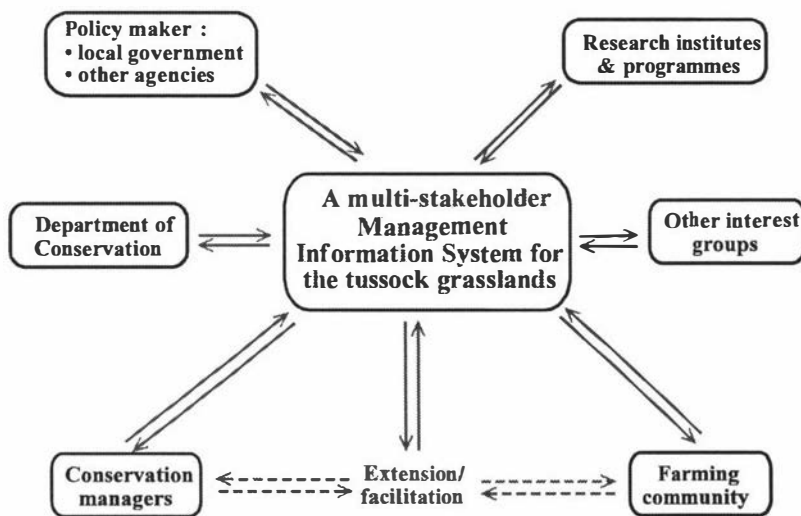 Policy maker :
• local government
• other agencies
Research institutes
& programmes
A multi-stakeholder
Management
Information System for
the tussock grasslands
Department of
Conservation
Other interest
groups
Conservation
managers
Extension/
facilitation
Farming
community